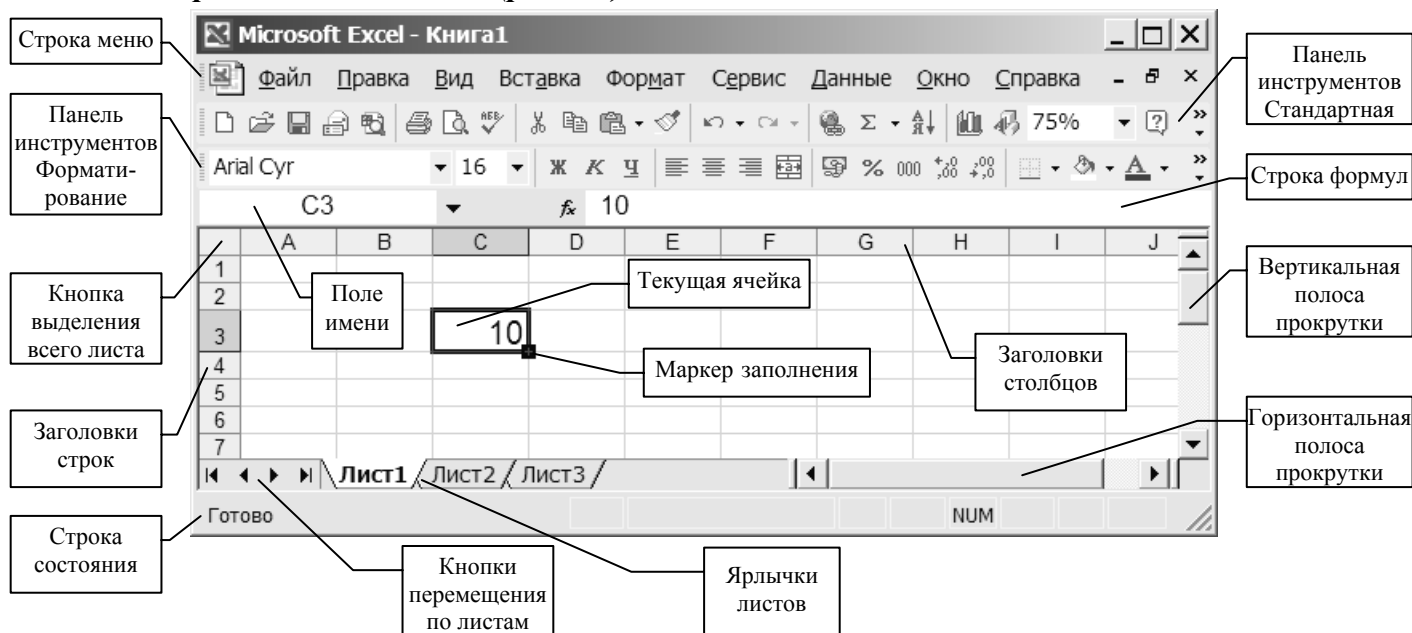 Microsoft Excel - Книга1
Строка меню
Файл Правка Вид Вставка Формат Сервис Данные Окно Справка
Панель
инструментов
Стандартная
75%
Панель
инструментов
Формати-
рование
Arial Cyr 16 Ж К Ч % 000
Строка формул
C3 fx 10
A B C D E F G H I J
1
2
3
4
5
6
7
10
Кнопка
выделения
всего листа
Поле
имени
Текущая ячейка
Маркер заполнения
Заголовки
столбцов
Вертикальная
полоса
прокрутки
Заголовки
строк
Горизонтальная
полоса
прокрутки
Лист1 Лист2 Лист3
Готово NUM
Строка
состояния
Кнопки
перемещения
по листам
Ярлычки
листов